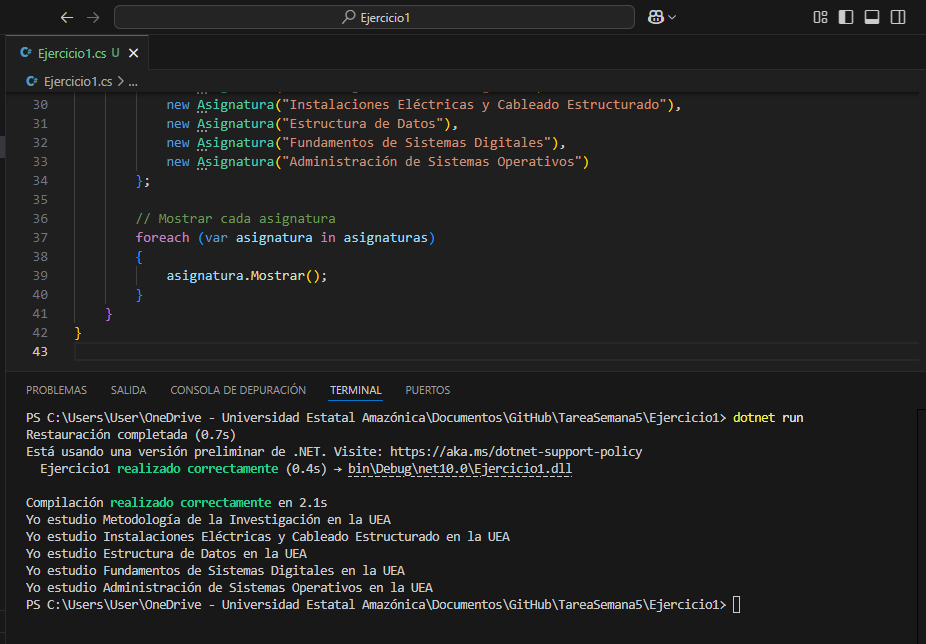 Ejercicio1
Ejercicio1.cs U
Ejercicio1.cs > ...
30 new Asignatura("Instalaciones Eléctricas y Cableado Estructurado"),
31 new Asignatura("Estructura de Datos"),
32 new Asignatura("Fundamentos de Sistemas Digitales"),
33 new Asignatura("Administración de Sistemas Operativos")
34 };
35
36 // Mostrar cada asignatura
37 foreach (var asignatura in asignaturas)
38 {
39 asignatura.Mostrar();
40 }
41 }
42 }
43
PROBLEMAS SALIDA CONSOLA DE DEPURACIÓN TERMINAL PUERTOS
PS C:\Users\User\OneDrive - Universidad Estatal Amazónica\Documentos\GitHub\TareaSemana5\Ejercicio1> dotnet run
Restauración completada (0.7s)
Está usando una versión preliminar de .NET. Visite: https://aka.ms/dotnet-support-policy
Ejercicio1 realizado correctamente (0.4s) → bin\Debug\net10.0\Ejercicio1.dll
Compilación realizado correctamente en 2.1s
Yo estudio Metodología de la Investigación en la UEA
Yo estudio Instalaciones Eléctricas y Cableado Estructurado en la UEA
Yo estudio Estructura de Datos en la UEA
Yo estudio Fundamentos de Sistemas Digitales en la UEA
Yo estudio Administración de Sistemas Operativos en la UEA
PS C:\Users\User\OneDrive - Universidad Estatal Amazónica\Documentos\GitHub\TareaSemana5\Ejercicio1>